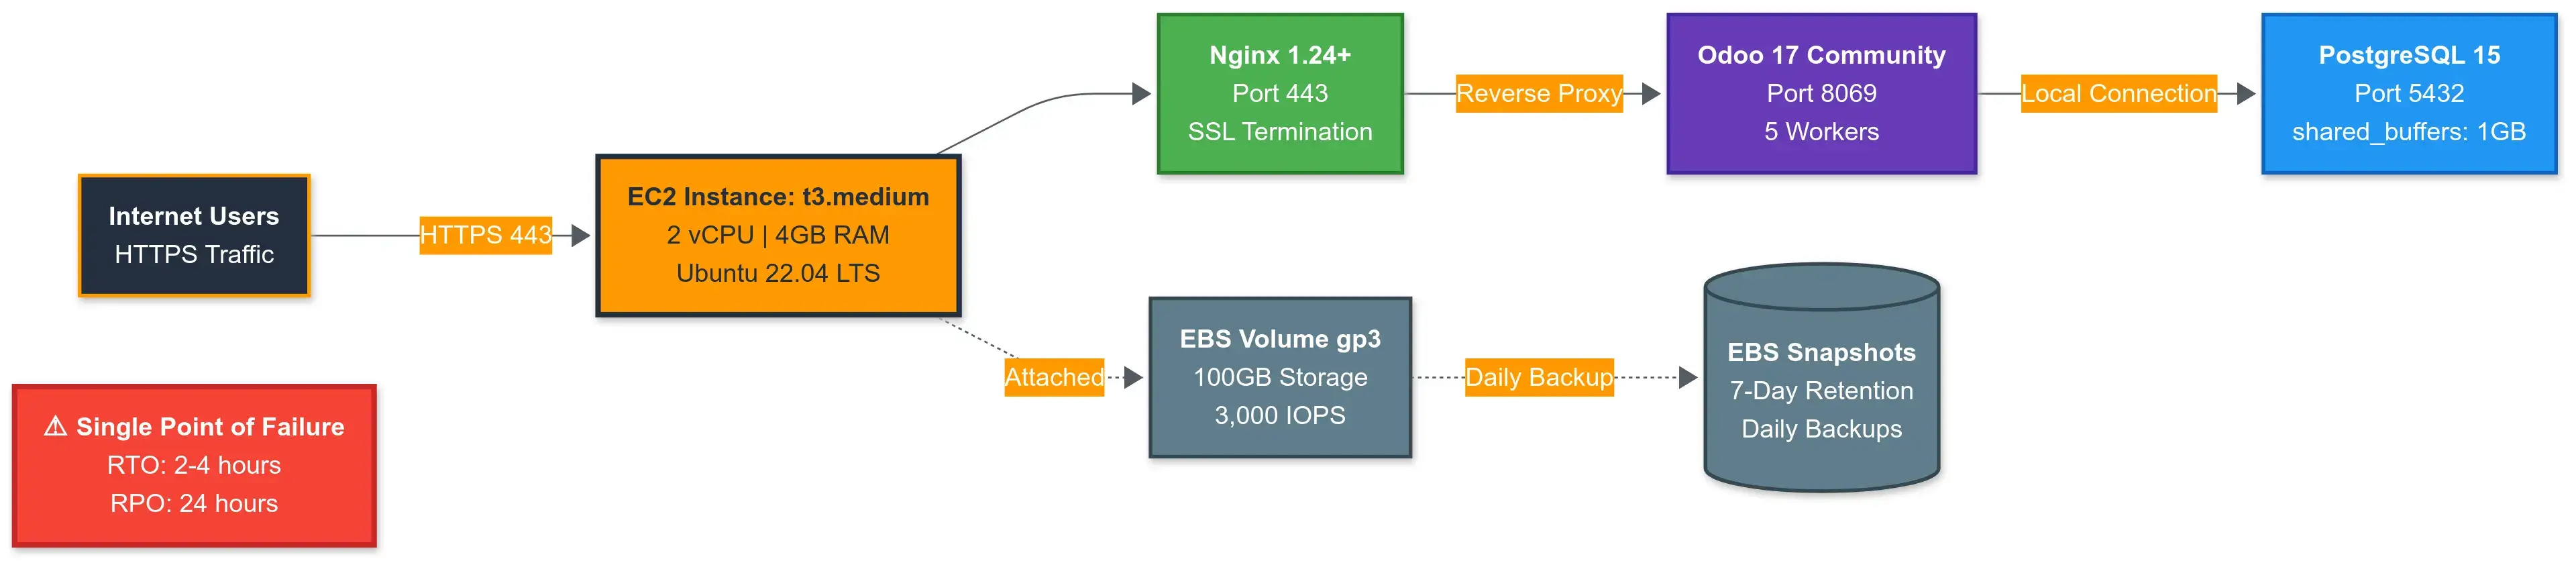 Internet Users
HTTPS Traffic
HTTPS 443
EC2 Instance: t3.medium
2 vCPU | 4GB RAM
Ubuntu 22.04 LTS
Nginx 1.24+
Port 443
SSL Termination
Reverse Proxy
Odoo 17 Community
Port 8069
5 Workers
Local Connection
PostgreSQL 15
Port 5432
shared_buffers: 1GB
Attached
EBS Volume gp3
100GB Storage
3,000 IOPS
Daily Backup
EBS Snapshots
7-Day Retention
Daily Backups
⚠ Single Point of Failure
RTO: 2-4 hours
RPO: 24 hours